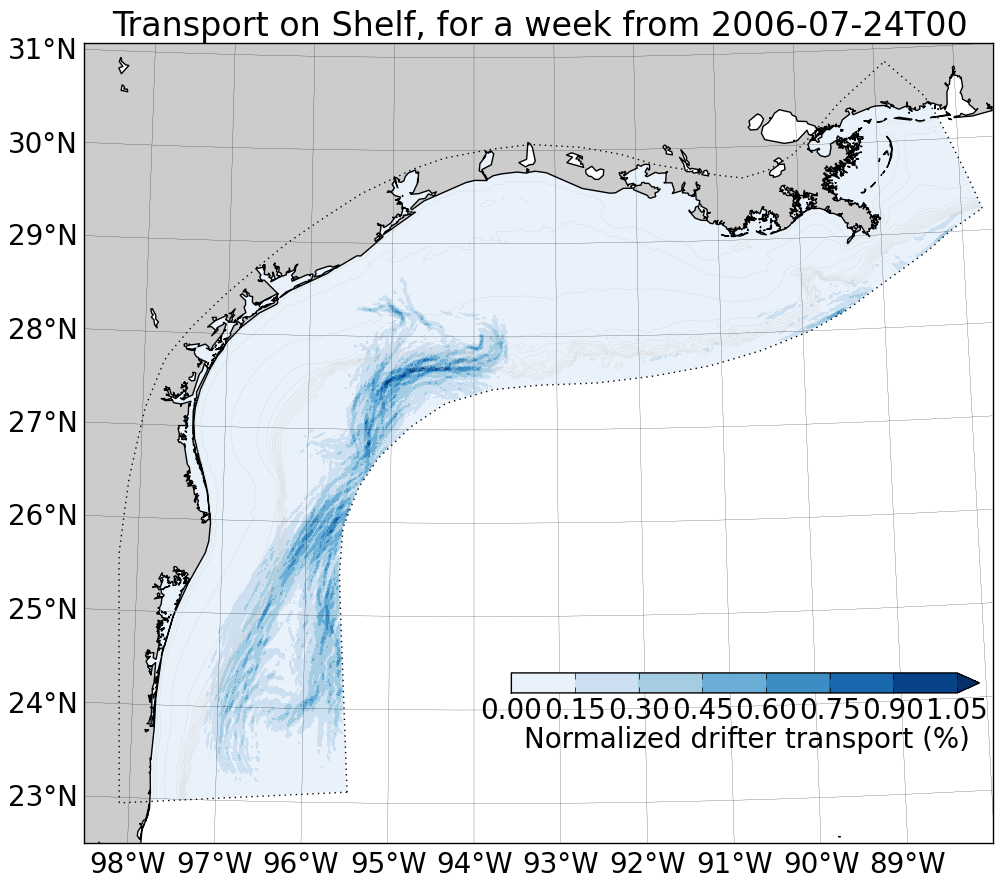 Transport on Shelf, for a week from 2006-07-24T00
31°N
30°N
29°N
28°N
27°N
26°N
25°N
24°N
23°N
0.00 0.15 0.30 0.45 0.60 0.75 0.90 1.05
Normalized drifter transport (%)
98°W 97°W 96°W 95°W 94°W 93°W 92°W 91°W 90°W 89°W